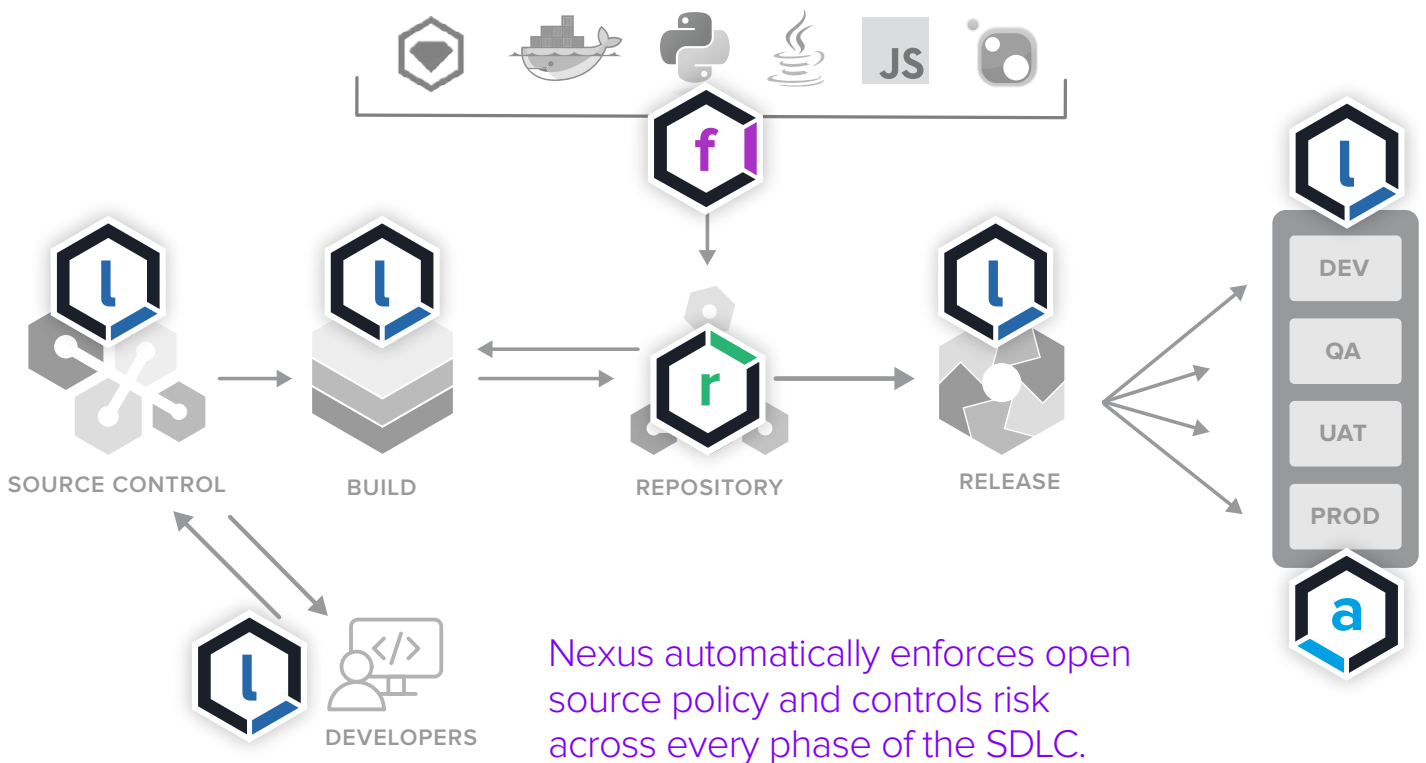 JS
f
l
l
l
l
DEV
QA
UAT
PROD
r
SOURCE CONTROL
BUILD
REPOSITORY
RELEASE
l
</>
DEVELOPERS
a
Nexus automatically enforces open
source policy and controls risk
across every phase of the SDLC.